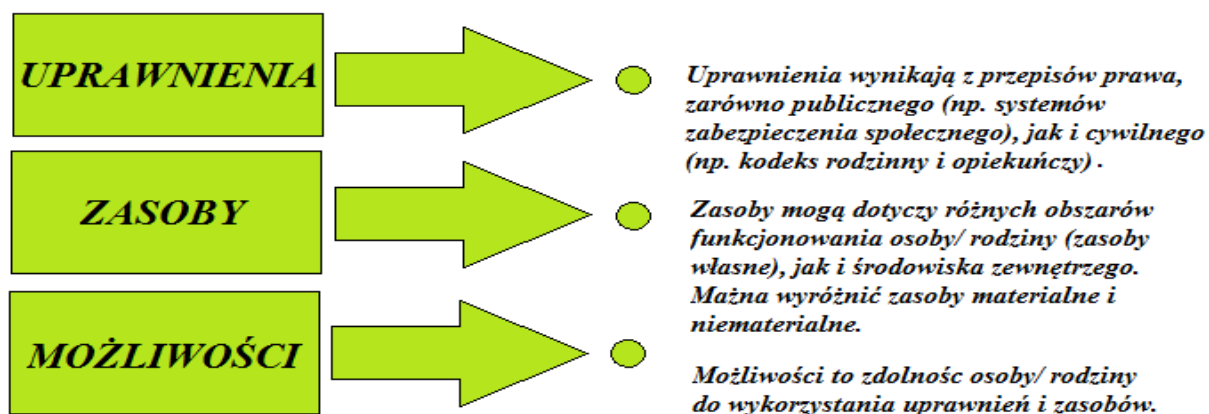 UPRAWNIENIA
Uprawnienia wynikają z przepisów prawa,
zarówno publicznego (np. systemów
zabezpieczenia społecznego), jak i cywilnego
(np. kodeks rodzinny i opiekuńczy) .
ZASOBY
Zasoby mogą dotyczy różnych obszarów
funkcjonowania osoby/ rodziny (zasoby
własne), jak i środowiska zewnętrzego.
Mażna wyróżnić zasoby materialne i
niematerialne.
MOŻLIWOŚCI
Możliwości to zdolnośc osoby/ rodziny
do wykorzystania uprawnień i zasobów.